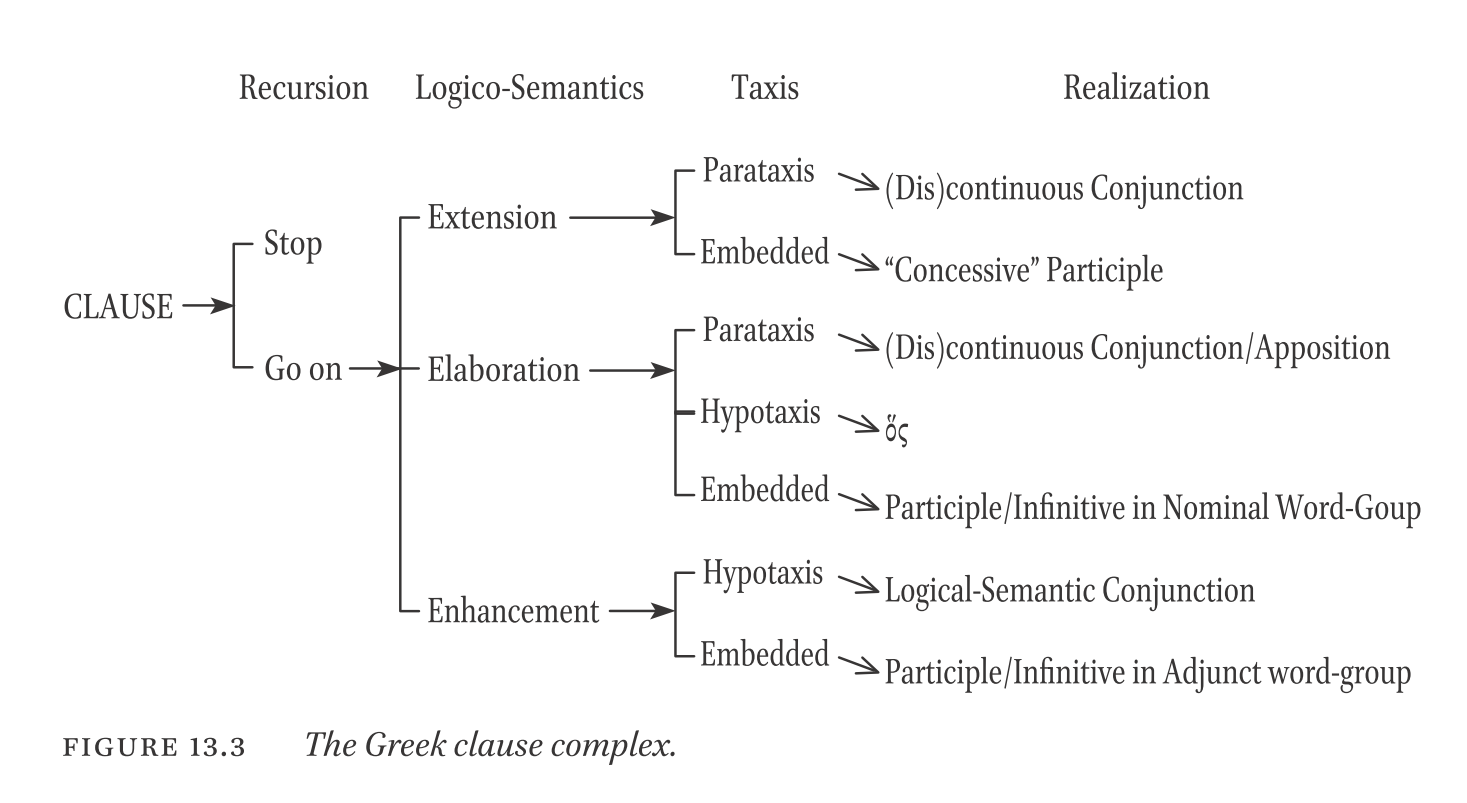 Recursion Logico-Semantics Taxis Realization
Parataxis (Dis)continuous Conjunction
Extension
Stop
Embedded “Concessive” Participle
CLAUSE
Parataxis (Dis)continuous Conjunction/Apposition
Go on Elaboration
Hypotaxis ὅς
Embedded Participle/Infinitive in Nominal Word-Goup
Hypotaxis Logical-Semantic Conjunction
Enhancement
Embedded Participle/Infinitive in Adjunct word-group
FIGURE 13.3 The Greek clause complex.